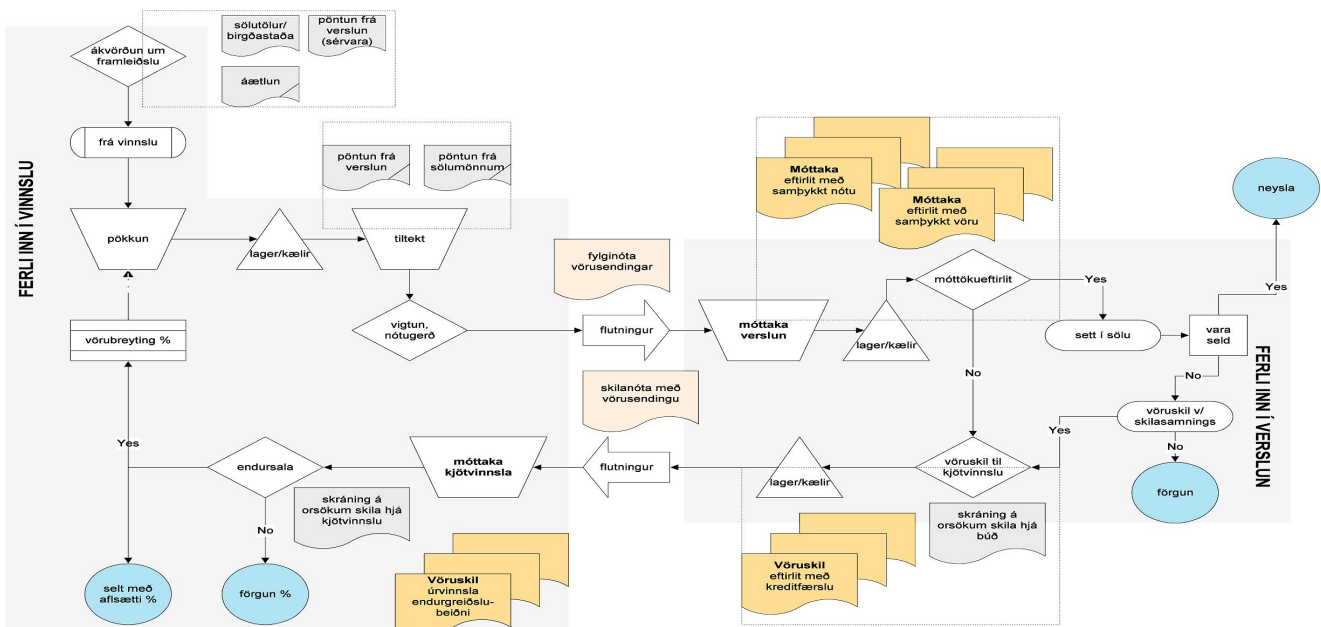 sölutölur/
birgðastaða
pöntun frá
verslun
(sérvara)
ákvörðun um
framleiðslu
áætlun
frá vinnslu
pöntun frá
verslun
pöntun frá
sölumönnum
Móttaka
eftirlit með
samþykkt nótu
Móttaka
eftirlit með
samþykkt vöru
neysla
FERLI INN Í VINNSLU
pökkun
lager/kælir
tiltekt
fylginóta
vörusendingar
móttökueftirlit
Yes
Yes
vigtun,
nótugerð
flutningur
móttaka
verslun
lager/kælir
sett í sölu
vara
seld
vörubreyting %
FERLI INN Í VERSLUN
No
No
skilanóta með
vörusendingu
vöruskil v/
skilasamnings
Yes
Yes
No
endursala
móttaka
kjötvinnsla
flutningur
lager/kælir
vöruskil til
kjötvinnslu
förgun
skráning á
orsökum skila hjá
kjötvinnslu
skráning á
orsökum skila hjá
búð
No
Vöruskil
eftirlit með
kreditfærslu
selt með
aflsætti %
förgun %
Vöruskil
úrvinnsla
endurgreiðslu-
beiðni